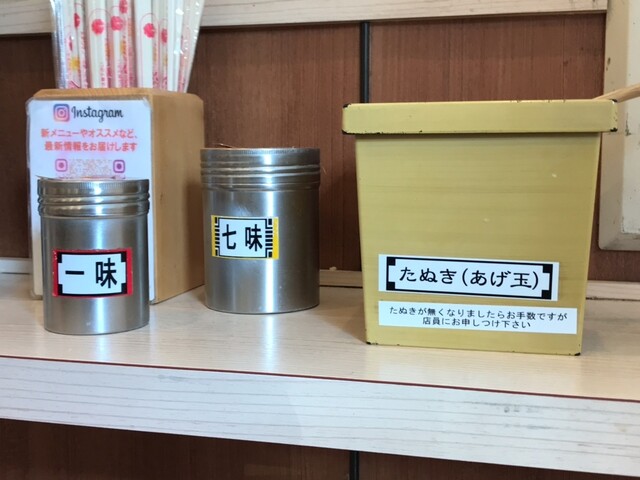 Instagram
新メニューやオススメなど、
最新情報をお届けします
一味
七味
たぬき(あげ玉)
たぬきが無くなりましたらお手数ですが
店員にお申しつけ下さい